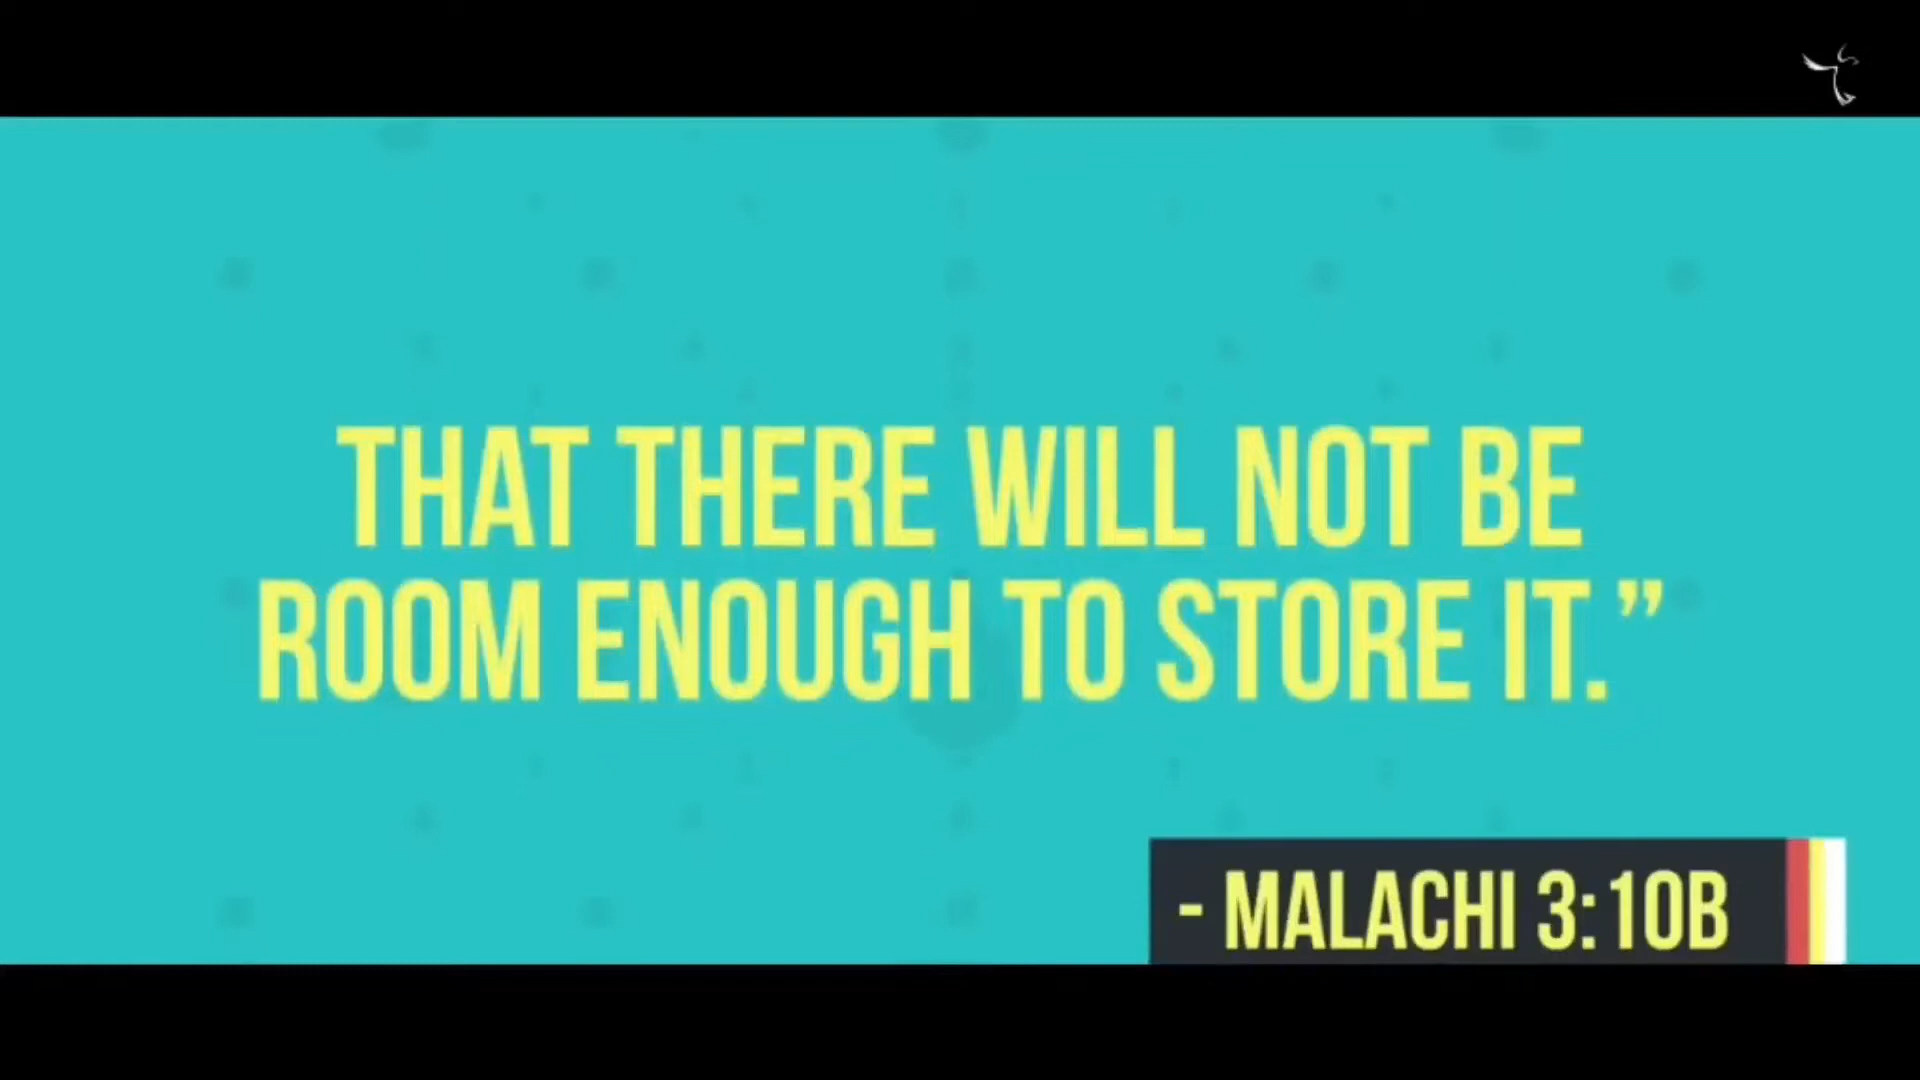 THAT THERE WILL NOT BE
ROOM ENOUGH TO STORE IT.”
- MALACHI 3:10B